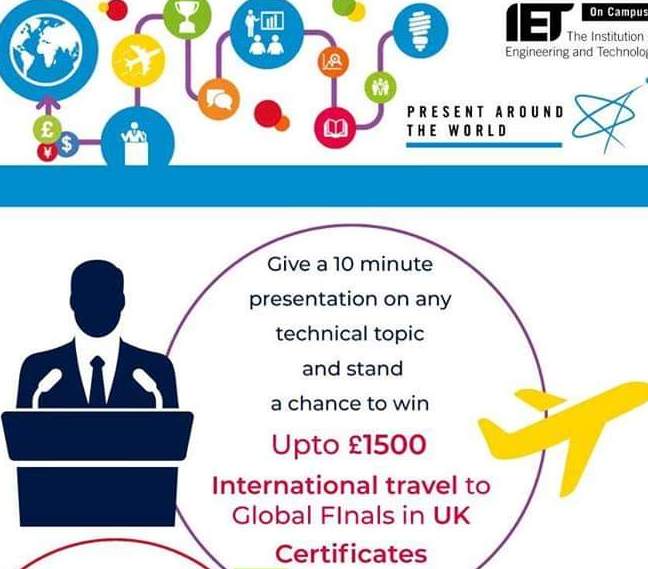 IET
On Campus
The Institution
Engineering and
PRESENT AROUND
THE WORLD
£
¥ $
Give a 10 minute
presentation on any
technical topic
and stand
a chance to win
Upto £1500
International travel to
Global FInals in UK
Certificates